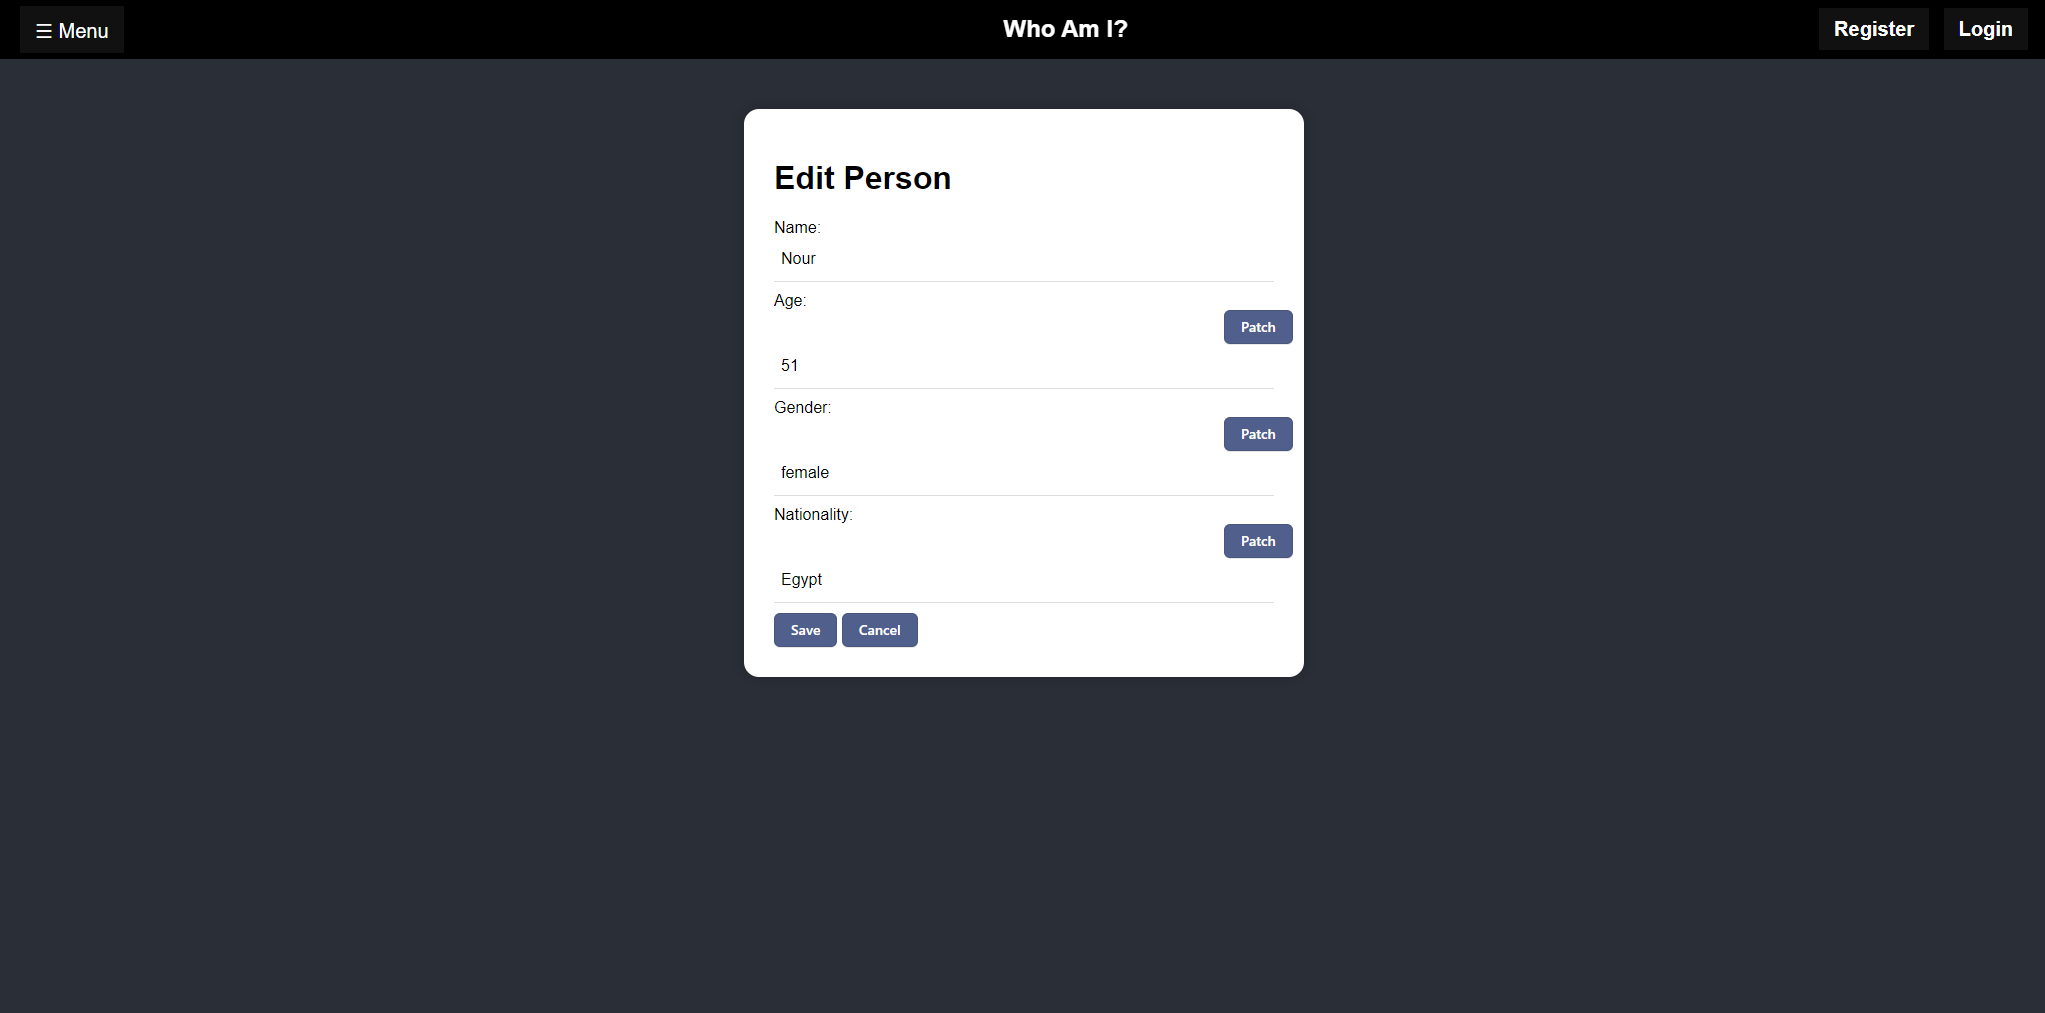 ☰ Menu
Who Am I?
Register
Login
Edit Person
Name:
Nour
Age:
Patch
51
Gender:
Patch
female
Nationality:
Patch
Egypt
Save
Cancel